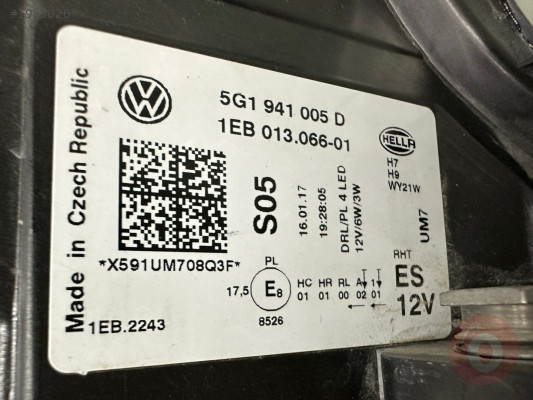 Made in Czech Republic
5G1 941 005 D
1EB 013.066-01
HELLA
H7
H9
WY21W
UM7
S05
16.01.17
19:28:05
DRL/PL 4 LED
12V/6W/3W
*X591UM708Q3F*
PL
17,5
E8
8526
HC HR RL A 1
01 01 00 02 01
RHT
ES
12V
1EB.2243